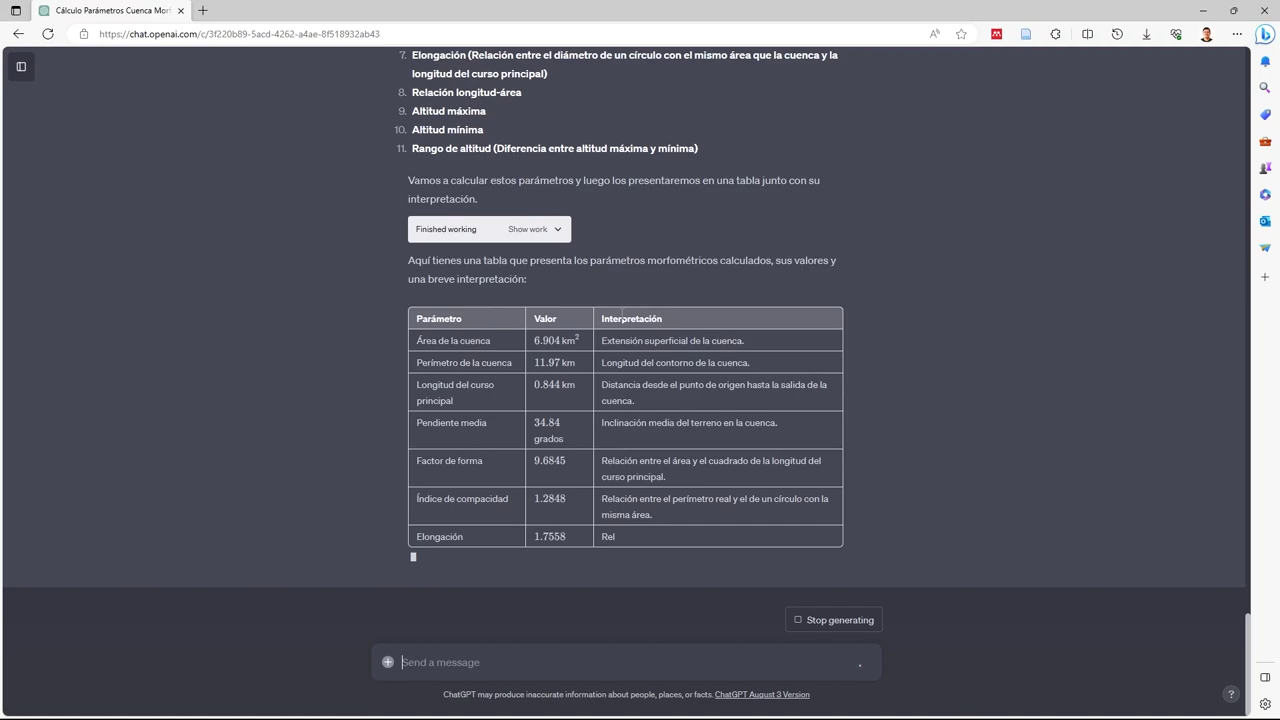 Cálculo Parámetros Cuenca Mor
https://chat.openai.com/c/3f220b89-5acd-4262-a4ae-8f518932ab43
7. Elongación (Relación entre el diámetro de un círculo con el mismo área que la cuenca y la
longitud del curso principal)
8. Relación longitud-área
9. Altitud máxima
10. Altitud mínima
11. Rango de altitud (Diferencia entre altitud máxima y mínima)
Vamos a calcular estos parámetros y luego los presentaremos en una tabla junto con su
interpretación.
Finished working Show work
Aquí tienes una tabla que presenta los parámetros morfométricos calculados, sus valores y
una breve interpretación:
Parámetro Valor Interpretación
Área de la cuenca 6.904 km² Extensión superficial de la cuenca.
Perímetro de la cuenca 11.97 km Longitud del contorno de la cuenca.
Longitud del curso 0.844 km Distancia desde el punto de origen hasta la salida de la
principal cuenca.
Pendiente media 34.84 Inclinación media del terreno en la cuenca.
grados
Factor de forma 9.6845 Relación entre el área y el cuadrado de la longitud del
curso principal.
Índice de compacidad 1.2848 Relación entre el perímetro real y el de un círculo con la
misma área.
Elongación 1.7558 Rel
Stop generating
Send a message
ChatGPT may produce inaccurate information about people, places, or facts. ChatGPT August 3 Version
?